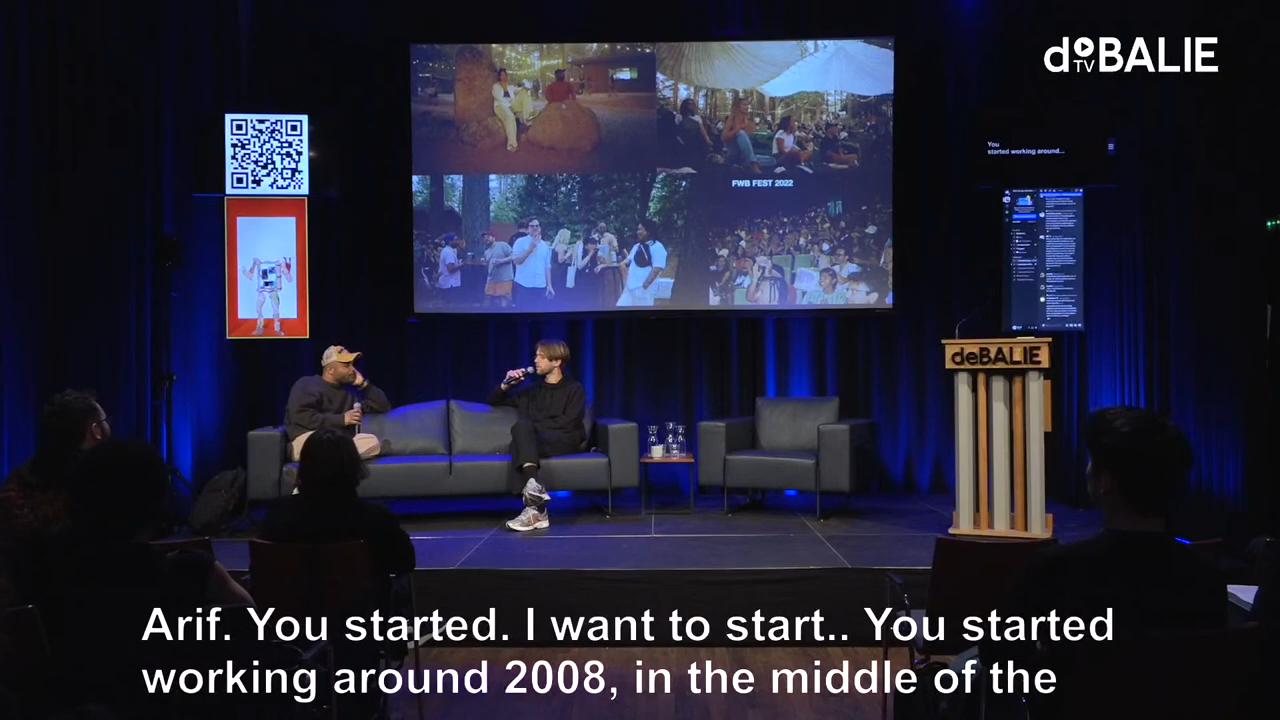 deBALIE
TV
FWB FEST 2022
You
started working around...
deBALIE
Arif. You started. I want to start.. You started
working around 2008, in the middle of the